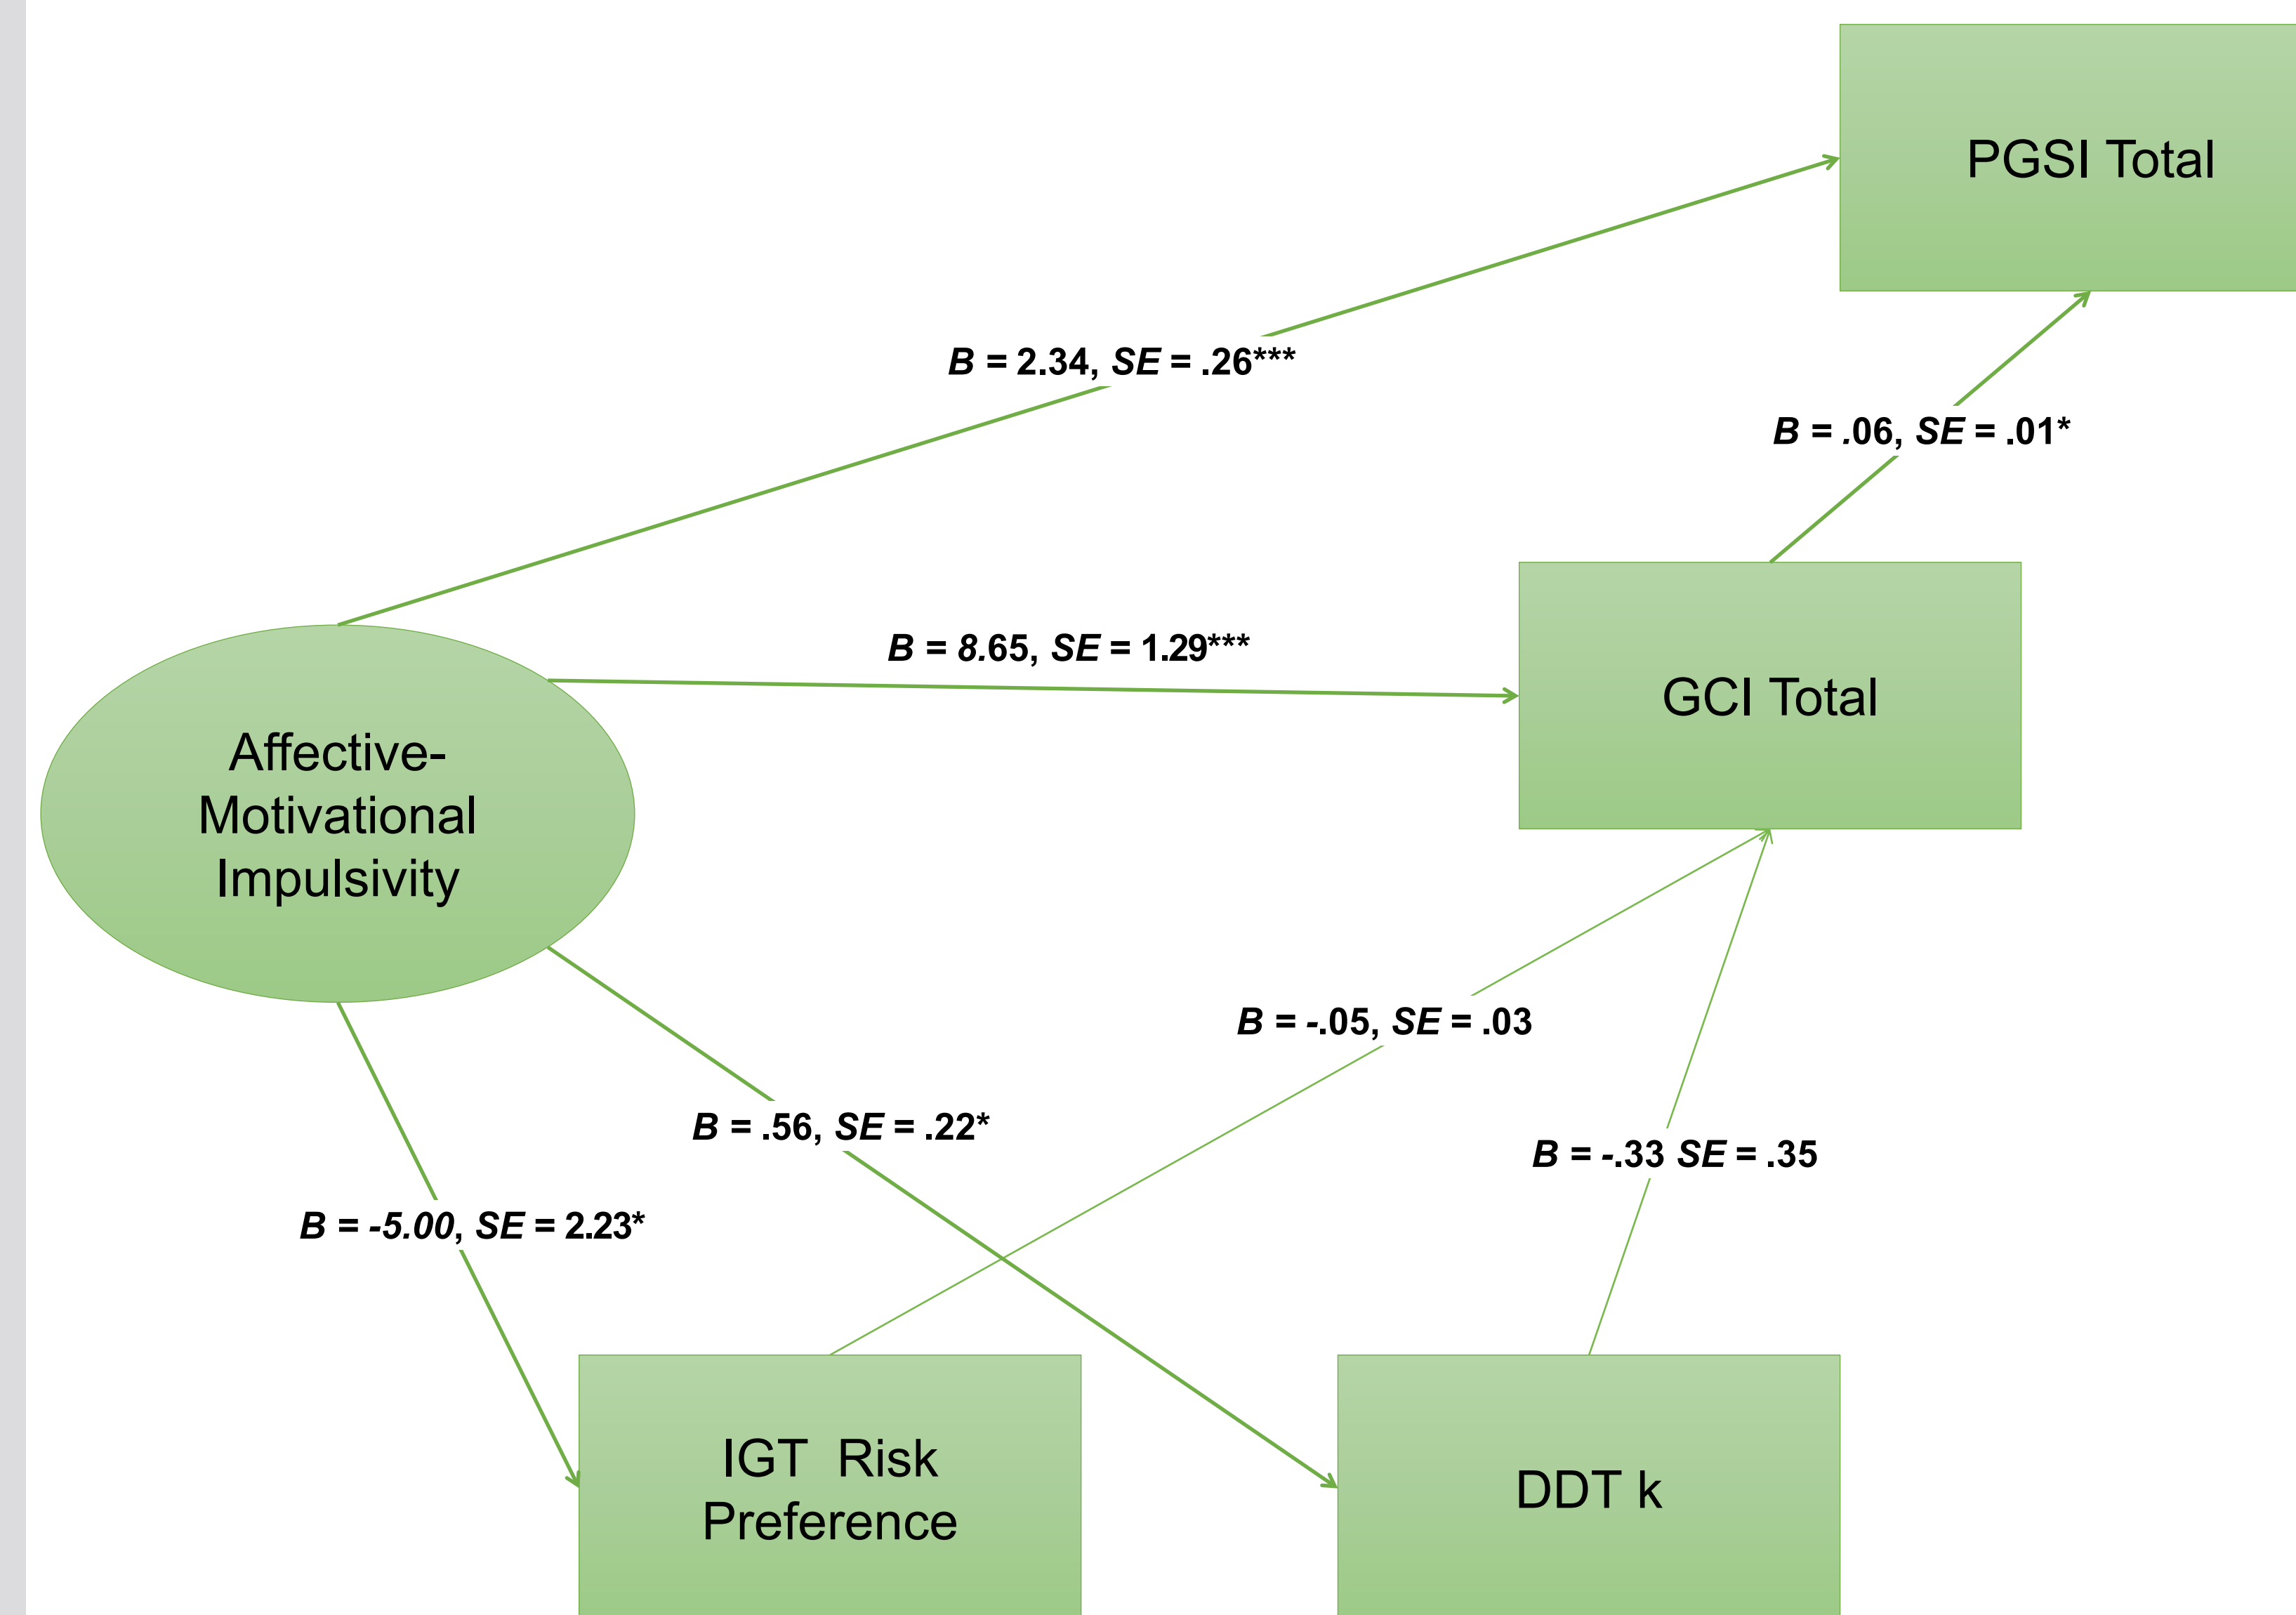 PGSI Total
B = 2.34, SE = .26***
B = .06, SE = .01*
B = 8.65, SE = 1.29***
GCI Total
Affective-
Motivational
Impulsivity
B = -.05, SE = .03
B = .56, SE = .22*
B = -.33 SE = .35
B = -5.00, SE = 2.23*
IGT  Risk
Preference
DDT k